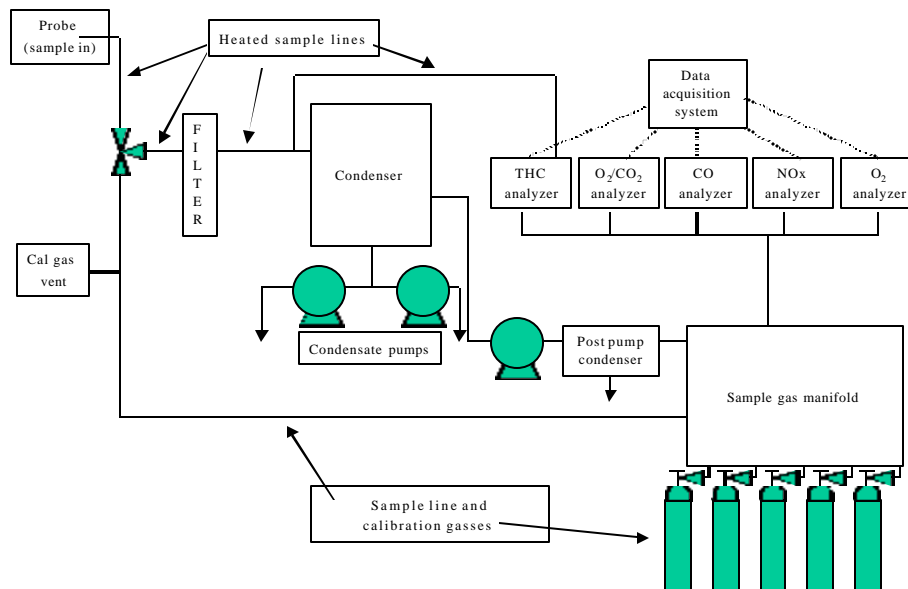 Probe
(sample in)
Heated sample lines
Data
acquisition
system
F
I
L
T
E
R
Condenser
THC
analyzer
O2/CO2
analyzer
CO
analyzer
NOx
analyzer
O2
analyzer
Cal gas
vent
Condensate pumps
Post pump
condenser
Sample gas manifold
Sample line and
calibration gasses